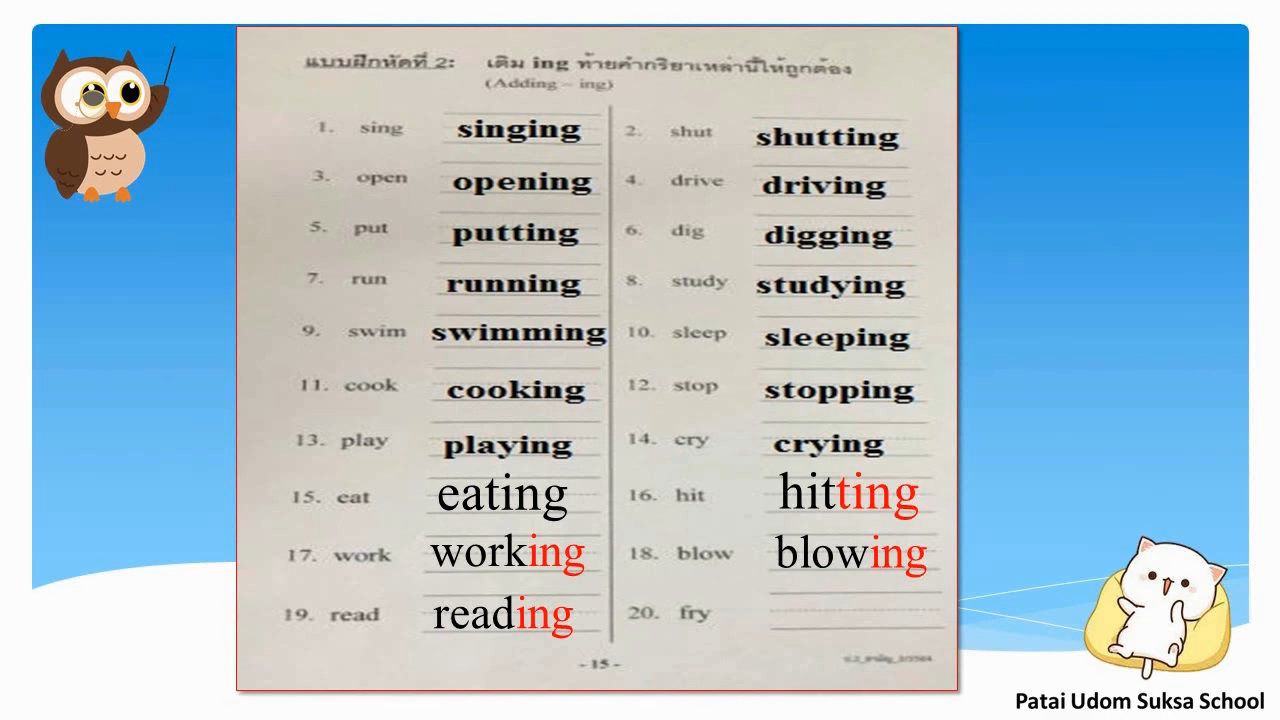 แบบฝึกหัดที่ 2: เติม ing ท้ายคำกริยาเหล่านี้ให้ถูกต้อง
(Adding – ing)
1. sing singing 2. shut shutting
3. open opening 4. drive driving
5. put putting 6. dig digging
7. run running 8. study studying
9. swim swimming 10. sleep sleeping
11. cook cooking 12. stop stopping
13. play playing 14. cry crying
15. eat eating 16. hit hitting
17. work working 18. blow blowing
19. read reading 20. fry
- 15 -
Patai Udom Suksa School